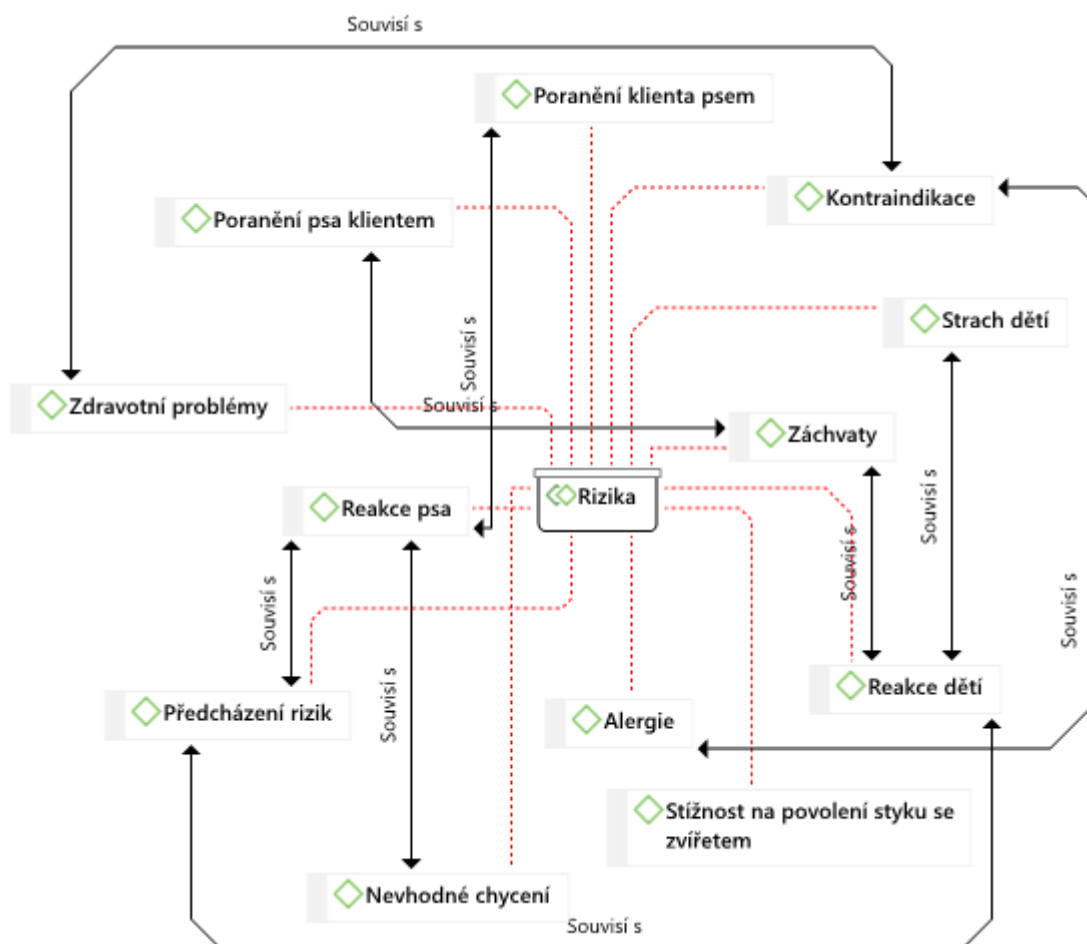 Souvisí s
Poranění klienta psem
Kontraindikace
Poranění psa klientem
Strach dětí
Souvisí s
Zdravotní problémy
Souvisí s
Záchvaty
Rizika
Reakce psa
Souvisí s
Souvisí s
Souvisí s
Souvisí s
Souvisí s
Reakce dětí
Předcházení rizik
Alergie
Stížnost na povolení styku se
zvířetem
Nevhodné chycení
Souvisí s